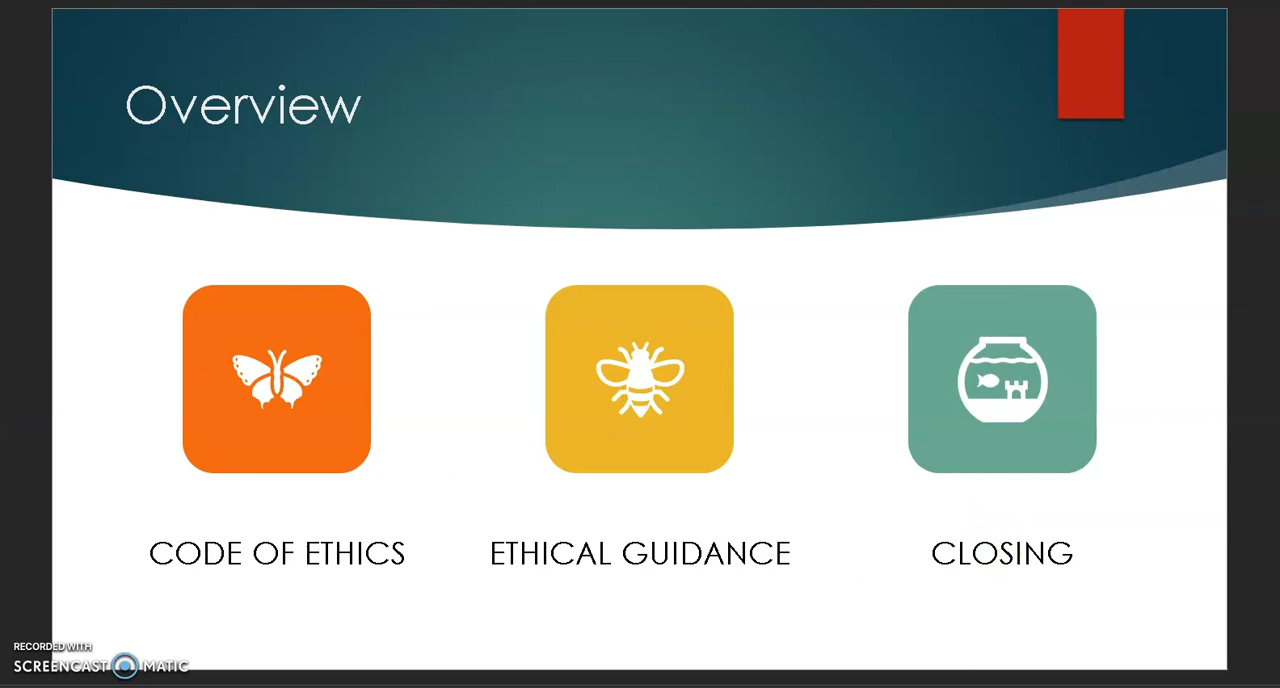 Overview
CODE OF ETHICS
ETHICAL GUIDANCE
CLOSING
RECORDED WITH
SCREENCAST MATIC